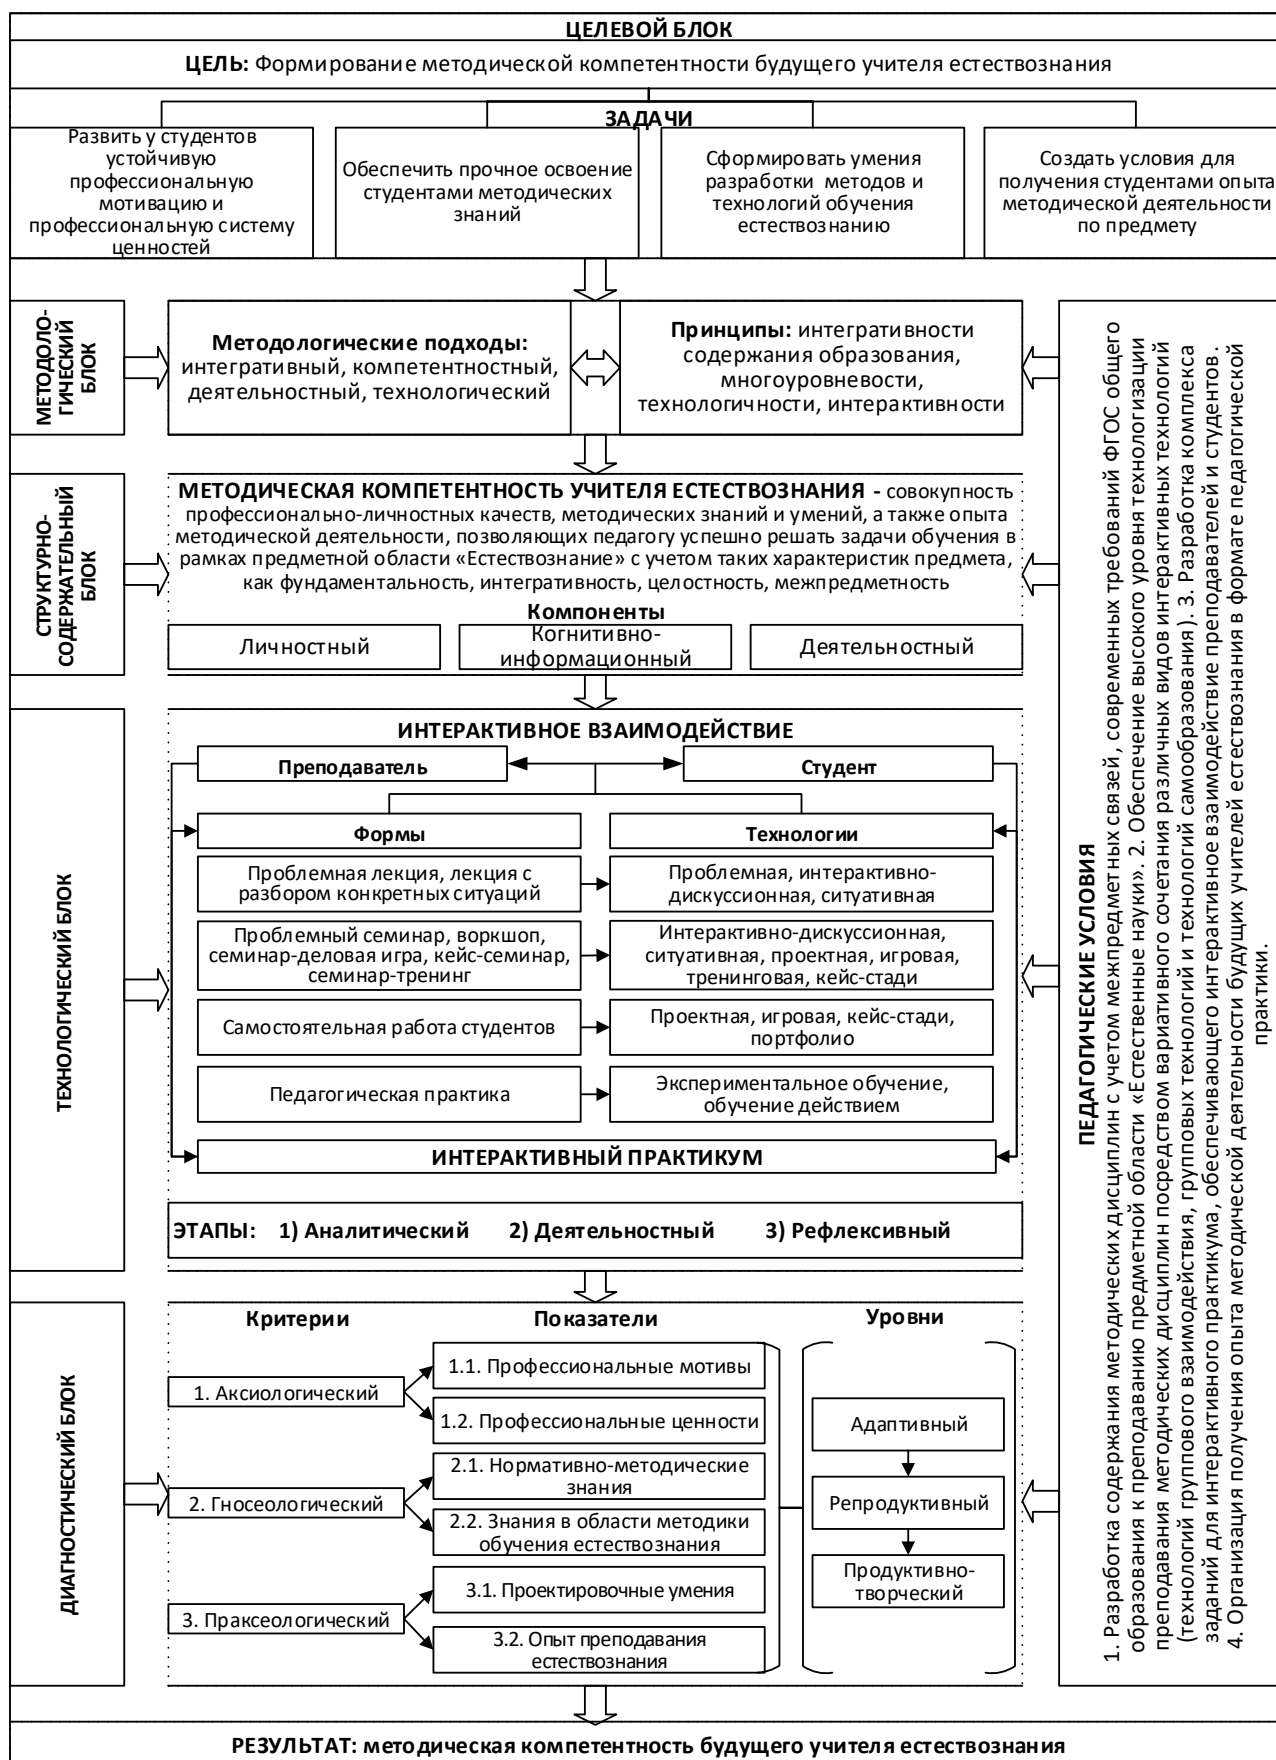 ЦЕЛЕВОЙ БЛОК
ЦЕЛЬ: Формирование методической компетентности будущего учителя естествознания
ЗАДАЧИ
Развить у студентов
устойчивую
профессиональную
мотивацию и
профессиональную систему
ценностей
Обеспечить прочное освоение
студентами методических
знаний
Сформировать умения
разработки методов и
технологий обучения
естествознанию
Создать условия для
получения студентами опыта
методической деятельности
по предмету
МЕТОДОЛО-
ГИЧЕСКИЙ
БЛОК
Методологические подходы:
интегративный, компетентностный,
деятельностный, технологический
Принципы: интегративности
содержания образования,
многоуровневости,
технологичности, интерактивности
СТРУКТУРНО-
СОДЕРЖАТЕЛЬНЫЙ
БЛОК
МЕТОДИЧЕСКАЯ КОМПЕТЕНТНОСТЬ УЧИТЕЛЯ ЕСТЕСТВОЗНАНИЯ - совокупность
профессионально-личностных качеств, методических знаний и умений, а также опыта
методической деятельности, позволяющих педагогу успешно решать задачи обучения в
рамках предметной области «Естествознание» с учетом таких характеристик предмета,
как фундаментальность, интегративность, целостность, межпредметность
Компоненты
Личностный
Когнитивно-
информационный
Деятельностный
ТЕХНОЛОГИЧЕСКИЙ БЛОК
ИНТЕРАКТИВНОЕ ВЗАИМОДЕЙСТВИЕ
Преподаватель
Студент
Формы
Технологии
Проблемная лекция, лекция с
разбором конкретных ситуаций
Проблемная, интерактивно-
дискуссионная, ситуативная
Проблемный семинар, воркшоп,
семинар-деловая игра, кейс-семинар,
семинар-тренинг
Интерактивно-дискуссионная,
ситуативная, проектная, игровая,
тренинговая, кейс-стади
Самостоятельная работа студентов
Проектная, игровая, кейс-стади,
портфолио
Педагогическая практика
Экспериментальное обучение,
обучение действием
ИНТЕРАКТИВНЫЙ ПРАКТИКУМ
ЭТАПЫ: 1) Аналитический 2) Деятельностный 3) Рефлексивный
ДИАГНОСТИЧЕСКИЙ БЛОК
Критерии
Показатели
Уровни
1. Аксиологический
1.1. Профессиональные мотивы
1.2. Профессиональные ценности
2. Гносеологический
2.1. Нормативно-методические
знания
2.2. Знания в области методики
обучения естествознания
3. Праксеологический
3.1. Проектировочные умения
3.2. Опыт преподавания
естествознания
Адаптивный
Репродуктивный
Продуктивно-
творческий
ПЕДАГОГИЧЕСКИЕ УСЛОВИЯ
1. Разработка содержания методических дисциплин с учетом межпредметных связей, современных требований ФГОС общего
образования к преподаванию предметной области «Естественные науки». 2. Обеспечение высокого уровня технологизации
преподавания методических дисциплин посредством вариативного сочетания различных видов интерактивных технологий
(технологий группового взаимодействия, групповых технологий и технологий самообразования). 3. Разработка комплекса
заданий для интерактивного практикума, обеспечивающего интерактивное взаимодействие преподавателей и студентов.
4. Организация получения опыта методической деятельности будущих учителей естествознания в формате педагогической
практики.
РЕЗУЛЬТАТ: методическая компетентность будущего учителя естествознания